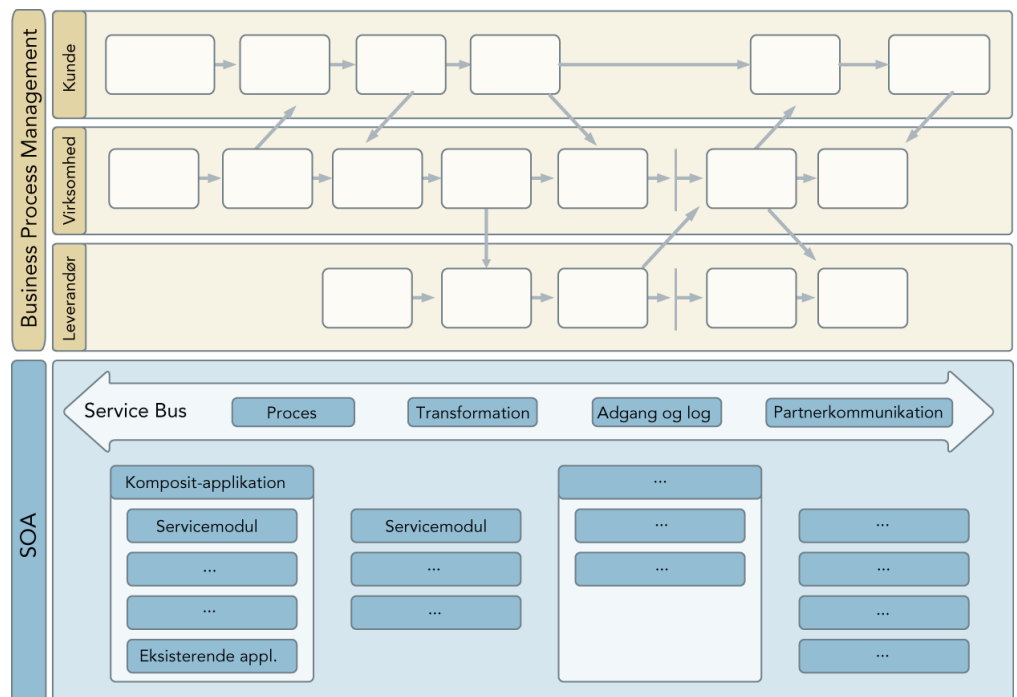 Business Process Management
Kunde
Virksomhed
Leverandør
SOA
Service Bus
Proces
Transformation
Adgang og log
Partnerkommunikation
Komposit-applikation
Servicemodul
...
...
Eksisterende appl.
Servicemodul
...
...
...
...
...
...
...
...
...